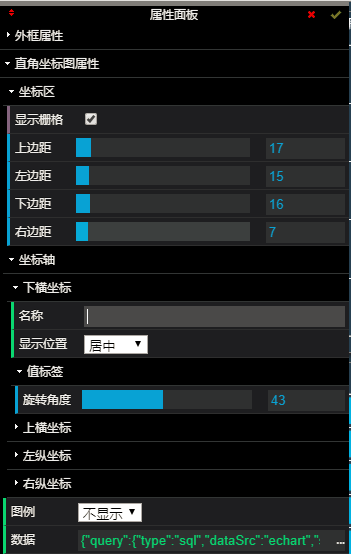 属性面板
外框属性
直角坐标图属性
坐标区
显示栅格
上边距 17
左边距 15
下边距 16
右边距 7
坐标轴
下横坐标
名称
显示位置 居中
值标签
旋转角度 43
上横坐标
左纵坐标
右纵坐标
图例 不显示
数据 {"query":{"type":"sql","dataSrc":"echart"," ...